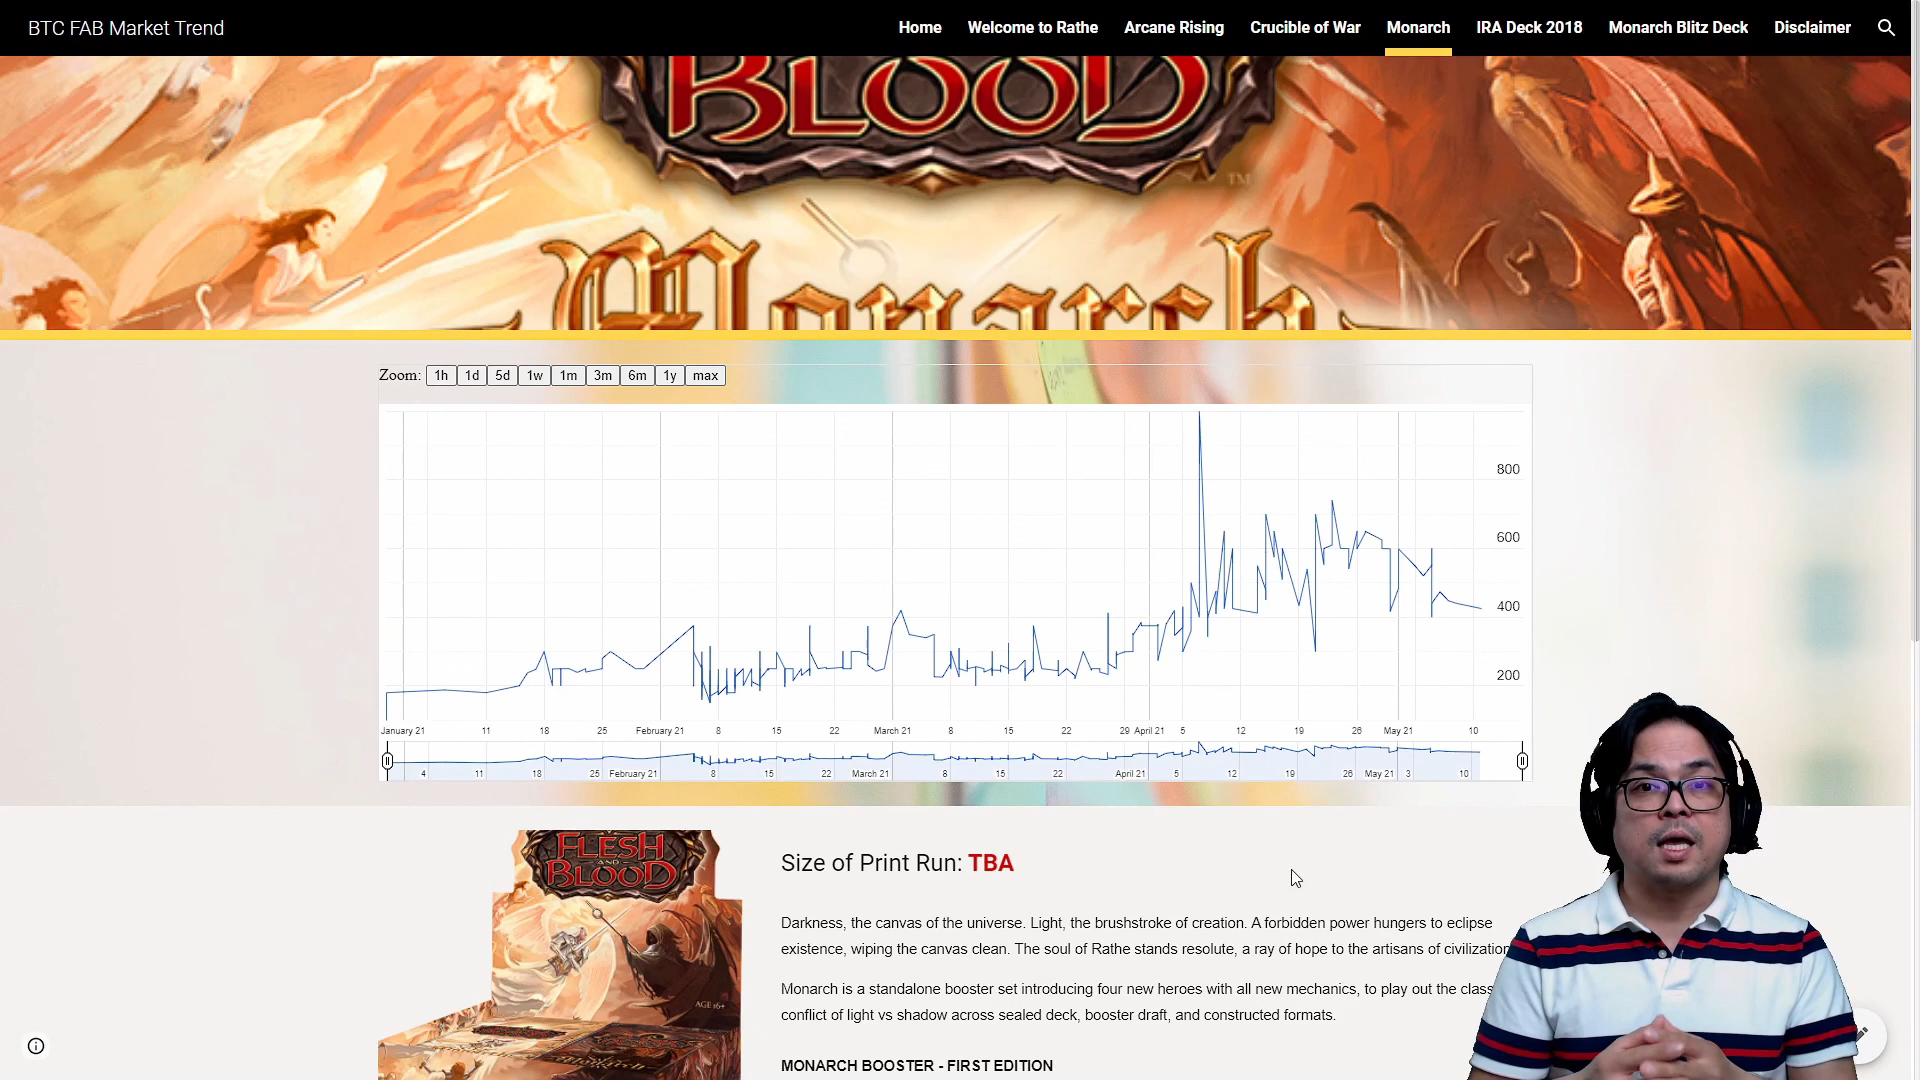 BTC FAB Market Trend
Home Welcome to Rathe Arcane Rising Crucible of War Monarch IRA Deck 2018 Monarch Blitz Deck Disclaimer
BLOOD
TM
Monarch
Zoom: 1h 1d 5d 1w 1m 3m 6m 1y max
800
600
400
200
January 21 11 18 25 February 21 8 15 22 March 21 8 15 22 29 April 21 5 12 19 26 May 21 10
4 11 18 25 February 21 8 15 22 March 21 8 15 22 April 21 5 12 19 26 May 21 3 10
FLESH
AND
BLOOD
AGE 16+
Size of Print Run: TBA
Darkness, the canvas of the universe. Light, the brushstroke of creation. A forbidden power hungers to eclipse
existence, wiping the canvas clean. The soul of Rathe stands resolute, a ray of hope to the artisans of civilization
Monarch is a standalone booster set introducing four new heroes with all new mechanics, to play out the class
conflict of light vs shadow across sealed deck, booster draft, and constructed formats.
MONARCH BOOSTER - FIRST EDITION